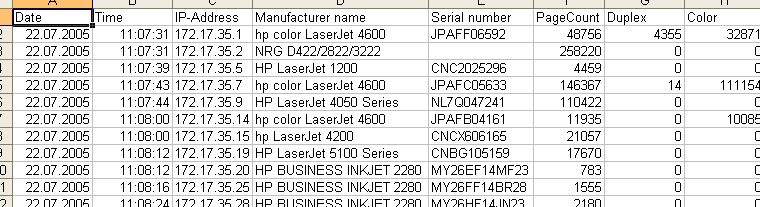 A B C D E F G H
Date Time IP-Address Manufacturer name Serial number PageCount Duplex Color
2 22.07.2005 11:07:31 172.17.35.1 hp color LaserJet 4600 JPAFF06592 48756 4355 32871
22.07.2005 11:07:31 172.17.35.2 NRG D422/2822/3222 258220 0 0
4 22.07.2005 11:07:39 172.17.35.5 HP LaserJet 1200 CNC2025296 4459 0 0
5 22.07.2005 11:07:43 172.17.35.7 hp color LaserJet 4600 JPAFC05633 146367 14 111154
22.07.2005 11:07:44 172.17.35.9 HP LaserJet 4050 Series NL7Q047241 110422 0 0
7 22.07.2005 11:08:00 172.17.35.14 hp color LaserJet 4600 JPAFB04161 11935 0 10085
22.07.2005 11:08:00 172.17.35.15 hp LaserJet 4200 CNCX606165 21057 0 0
22.07.2005 11:08:12 172.17.35.19 HP LaserJet 5100 Series CNBG105159 17670 0 0
0 22.07.2005 11:08:12 172.17.35.20 HP BUSINESS INKJET 2280 MY26EF14MF23 783 0 0
1 22.07.2005 11:08:16 172.17.35.25 HP BUSINESS INKJET 2280 MY26FF14BR28 1555 0 0
2 22.07.2005 11:08:24 172.17.35.28 HP BUSINESS INKJET 2280 MY26HF14JN23 2180 0 0